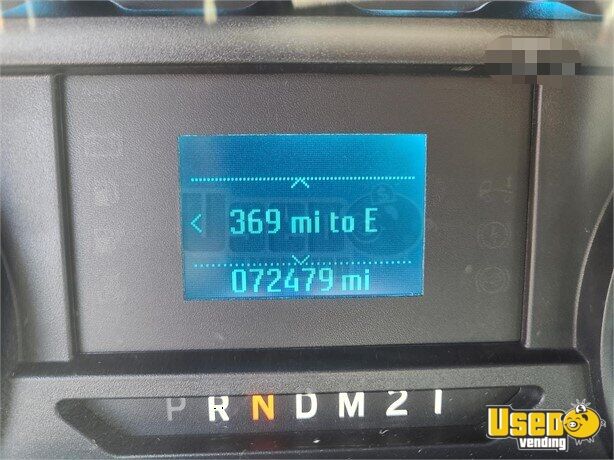 369 mi to E
072479 mi
P R N D M 2 1
USED
vending